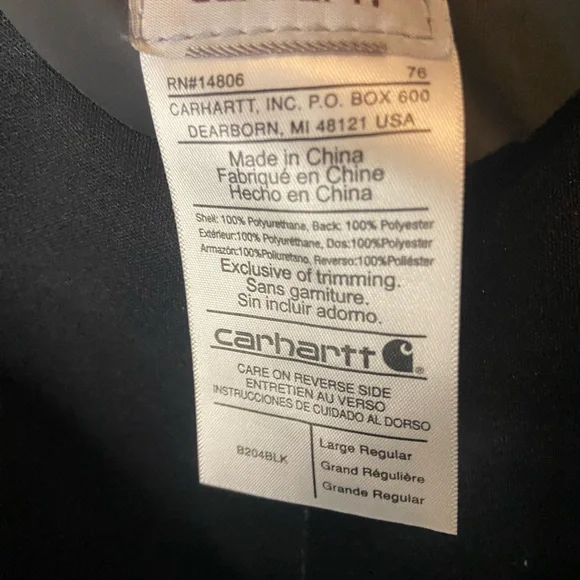 carhartt
RN#14806 76
CARHARTT, INC. P.O. BOX 600
DEARBORN, MI 48121 USA
Made in China
Fabriqué en Chine
Hecho en China
Shell: 100% Polyurethane, Back: 100% Polyester
Extérieur:100% Polyuréthane, Dos:100% Polyester
Armazón:100%Poliuretano, Reverso:100%Poliéster
Exclusive of trimming.
Sans garniture.
Sin incluir adorno.
carhartt
CARE ON REVERSE SIDE
ENTRETIEN AU VERSO
INSTRUCCIONES DE CUIDADO AL DORSO
B204BLK
Large Regular
Grand Régulière
Grande Regular